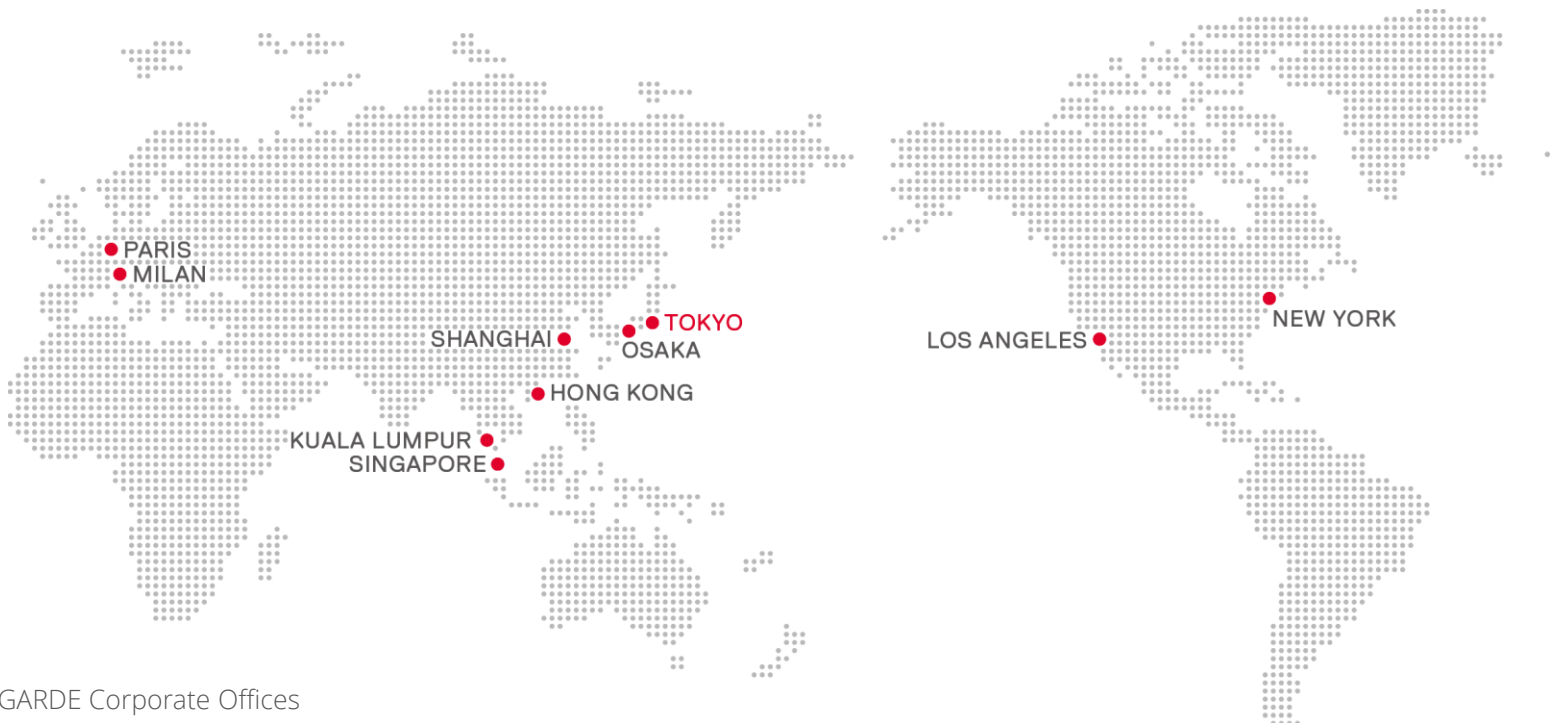 PARIS
MILAN
TOKYO
SHANGHAI
OSAKA
NEW YORK
LOS ANGELES
HONG KONG
KUALA LUMPUR
SINGAPORE
GARDE Corporate Offices